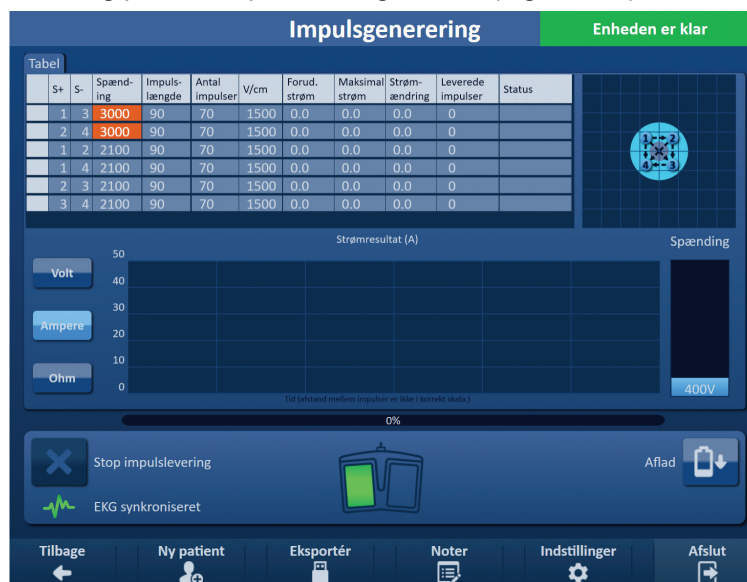 Impulsgenerering
Enheden er klar
Tabel
S+ S- Spænd-ing Impuls-længde Antal impulser V/cm Forud. strøm Maksimal strøm Strøm-ændring Leverede impulser Status
1 3 3000 90 70 1500 0.0 0.0 0.0 0
2 4 3000 90 70 1500 0.0 0.0 0.0 0
1 2 2100 90 70 1500 0.0 0.0 0.0 0
1 4 2100 90 70 1500 0.0 0.0 0.0 0
2 3 2100 90 70 1500 0.0 0.0 0.0 0
3 4 2100 90 70 1500 0.0 0.0 0.0 0
1 2
4 3
Strømresultat (A)
Spænding
Volt
Ampere
Ohm
50
40
30
20
10
0
Tid (afstand mellem impulser er ikke i korrekt skala.)
400V
0%
Stop impulslevering
Aflad
EKG synkroniseret
Tilbage Ny patient Eksportér Noter Indstillinger Afslut